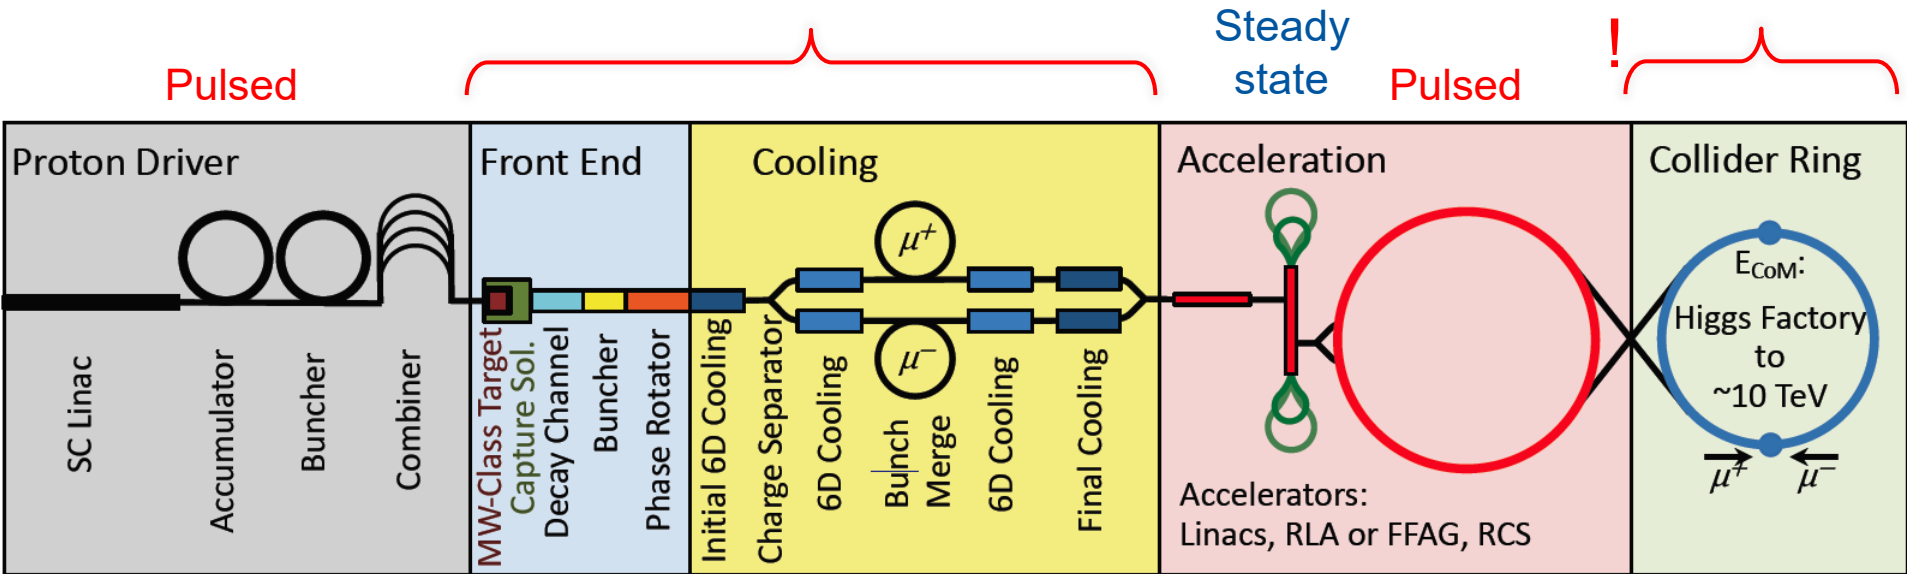 Pulsed
Steady
state
Pulsed
!
Proton Driver
Front End
Cooling
Acceleration
Collider Ring
SC Linac
Accumulator
Buncher
Combiner
MW-Class Target
Capture Sol.
Decay Channel
Buncher
Phase Rotator
Initial 6D Cooling
Charge Separator
6D Cooling
μ+
μ−
Bunch
Merge
6D Cooling
Final Cooling
Accelerators:
Linacs, RLA or FFAG, RCS
ECoM:
Higgs Factory
to
~10 TeV
μ+ μ−